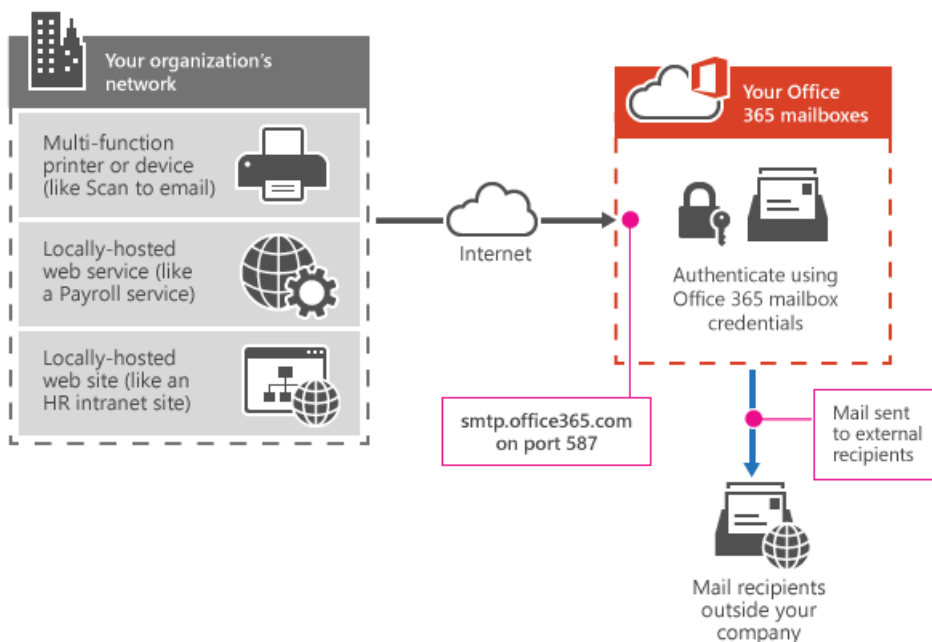 Your organization's
network
Multi-function
printer or device
(like Scan to email)
Locally-hosted
web service (like
a Payroll service)
Locally-hosted
web site (like an
HR intranet site)
Internet
Your Office
365 mailboxes
Authenticate using
Office 365 mailbox
credentials
smtp.office365.com
on port 587
Mail sent
to external
recipients
Mail recipients
outside your
company